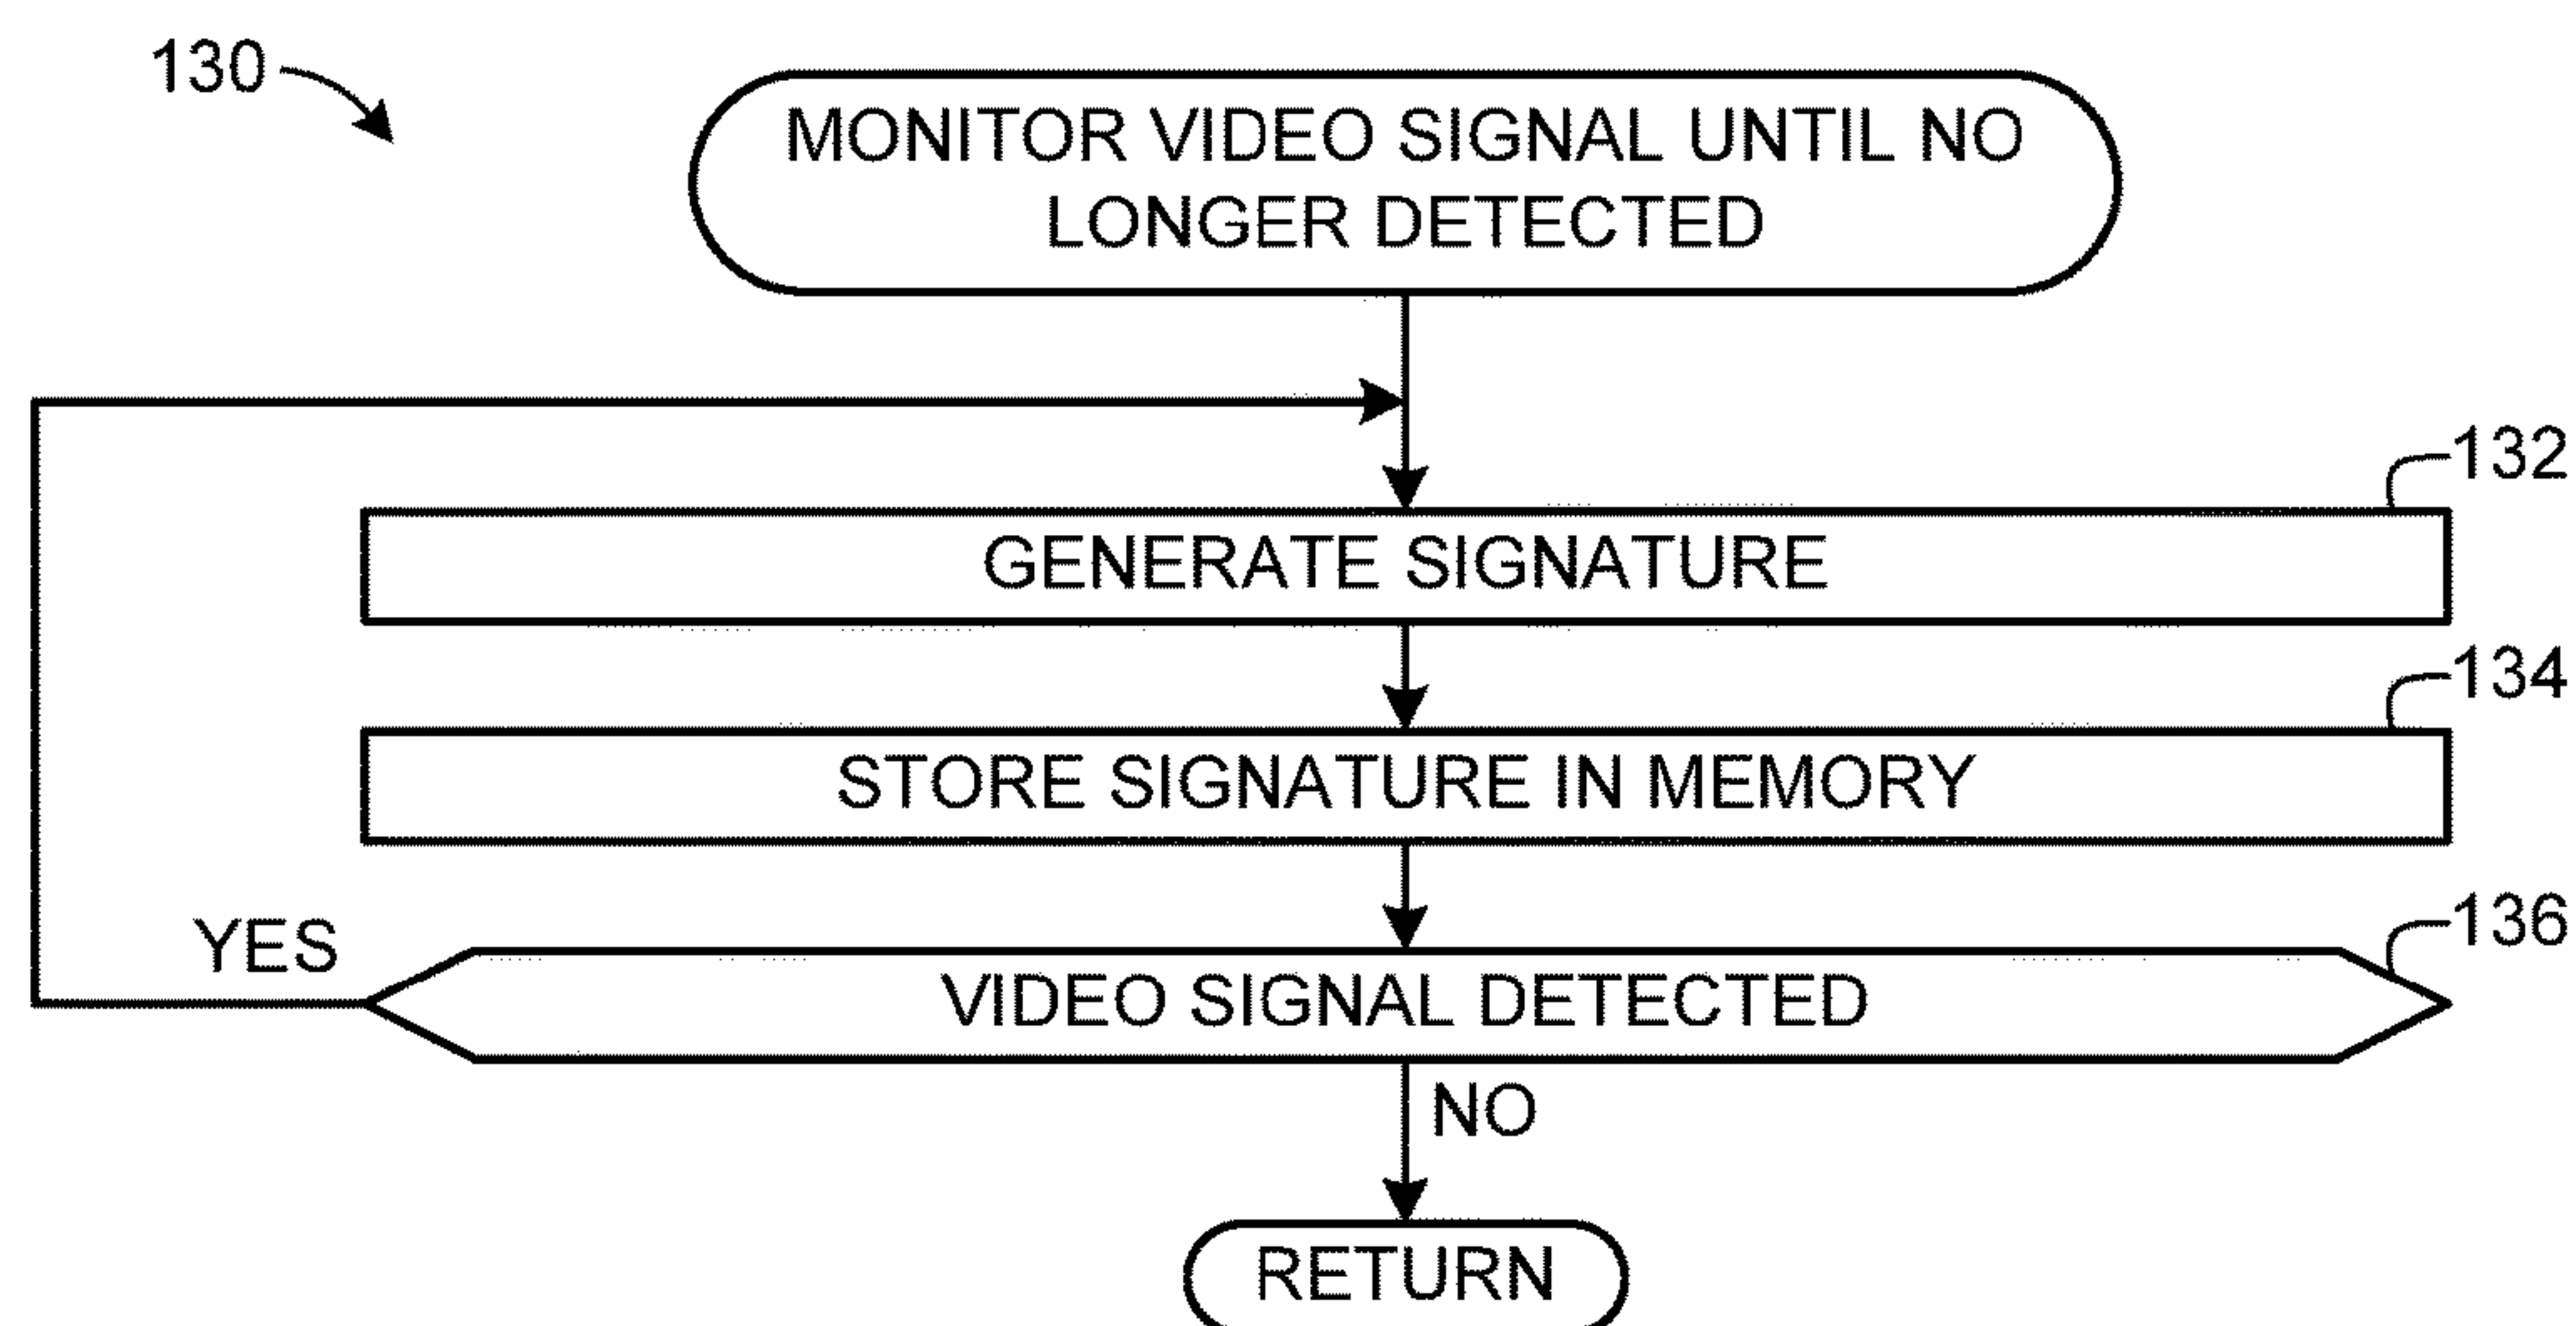 130
MONITOR VIDEO SIGNAL UNTIL NO
LONGER DETECTED
132
GENERATE SIGNATURE
134
STORE SIGNATURE IN MEMORY
136
YES
VIDEO SIGNAL DETECTED
NO
RETURN